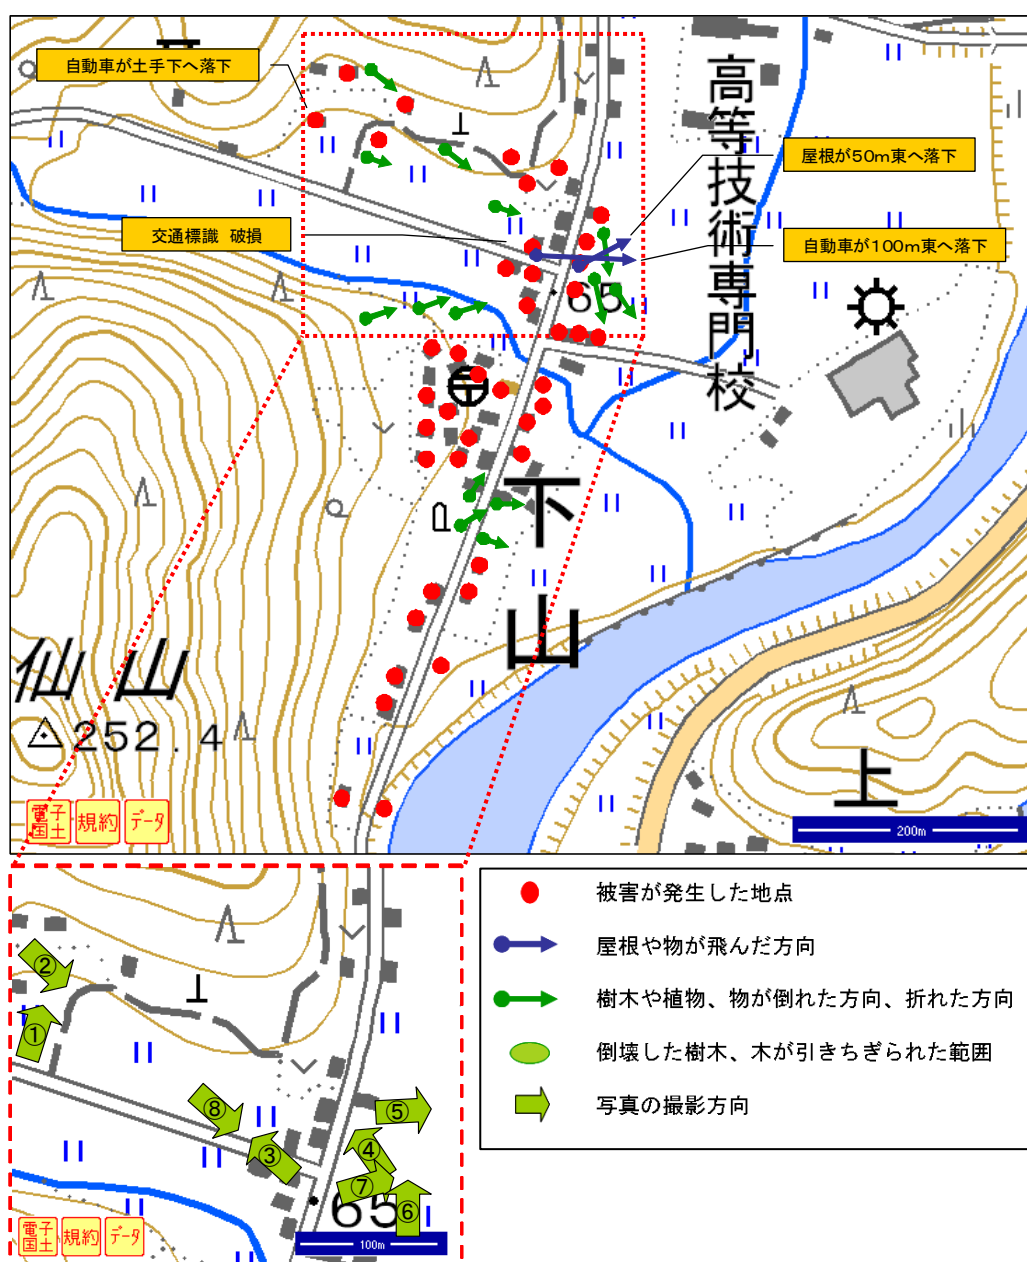 自動車が土手下へ落下
高等技術専門校
屋根が50m東へ落下
交通標識 破損
自動車が100m東へ落下
65
下山
仙山
252.4
上
電子国土
規約
データ
200m
②
①
⑧
⑤
③
④
⑦
65
⑥
電子国土
規約
データ
100m
被害が発生した地点
屋根や物が飛んだ方向
樹木や植物、物が倒れた方向、折れた方向
倒壊した樹木、木が引きちぎられた範囲
写真の撮影方向